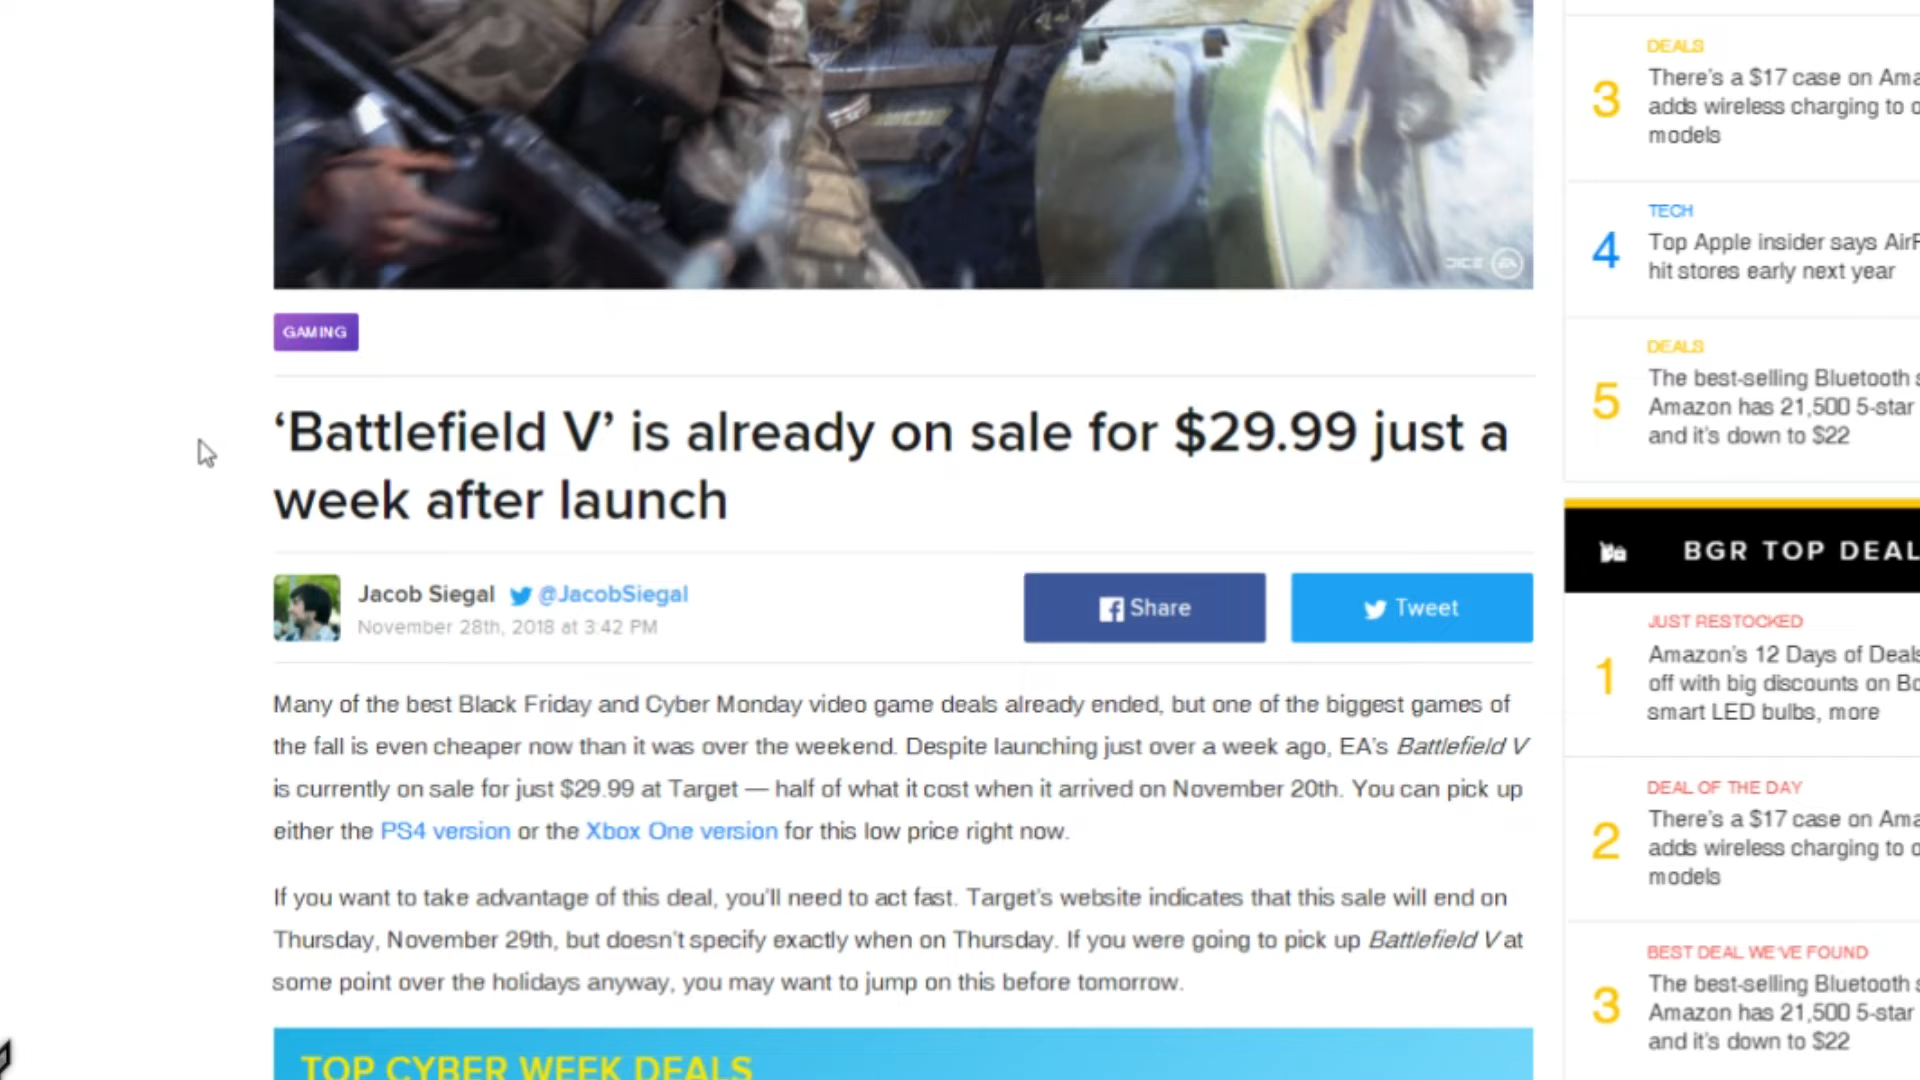 DICE EA
GAMING
‘Battlefield V’ is already on sale for $29.99 just a
week after launch
Jacob Siegal @JacobSiegal
November 28th, 2018 at 3:42 PM
Share
Tweet
Many of the best Black Friday and Cyber Monday video game deals already ended, but one of the biggest games of
the fall is even cheaper now than it was over the weekend. Despite launching just over a week ago, EA’s Battlefield V
is currently on sale for just $29.99 at Target — half of what it cost when it arrived on November 20th. You can pick up
either the PS4 version or the Xbox One version for this low price right now.
If you want to take advantage of this deal, you’ll need to act fast. Target’s website indicates that this sale will end on
Thursday, November 29th, but doesn’t specify exactly when on Thursday. If you were going to pick up Battlefield V at
some point over the holidays anyway, you may want to jump on this before tomorrow.
TOP CYBER WEEK DEALS
DEALS
3
There’s a $17 case on Ama
adds wireless charging to o
models
TECH
4
Top Apple insider says Air
hit stores early next year
DEALS
5
The best-selling Bluetooth s
Amazon has 21,500 5-star
and it’s down to $22
BGR TOP DEAL
JUST RESTOCKED
1
Amazon’s 12 Days of Deals
off with big discounts on Bo
smart LED bulbs, more
DEAL OF THE DAY
2
There’s a $17 case on Ama
adds wireless charging to o
models
BEST DEAL WE’VE FOUND
3
The best-selling Bluetooth s
Amazon has 21,500 5-star
and it’s down to $22